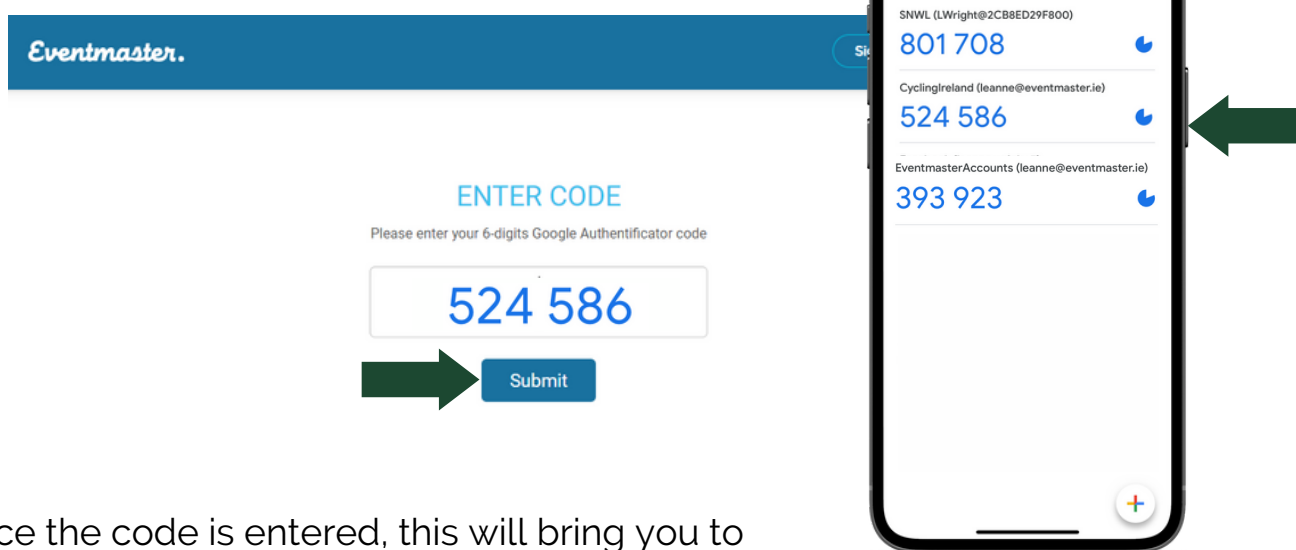 Eventmaster.
ENTER CODE
Please enter your 6-digits Google Authentificator code
524 586
Submit
SNWL (LWright@2CB8ED29F800)
801 708
CyclingIreland (leanne@eventmaster.ie)
524 586
EventmasterAccounts (leanne@eventmaster.ie)
393 923
ce the code is entered, this will bring you to